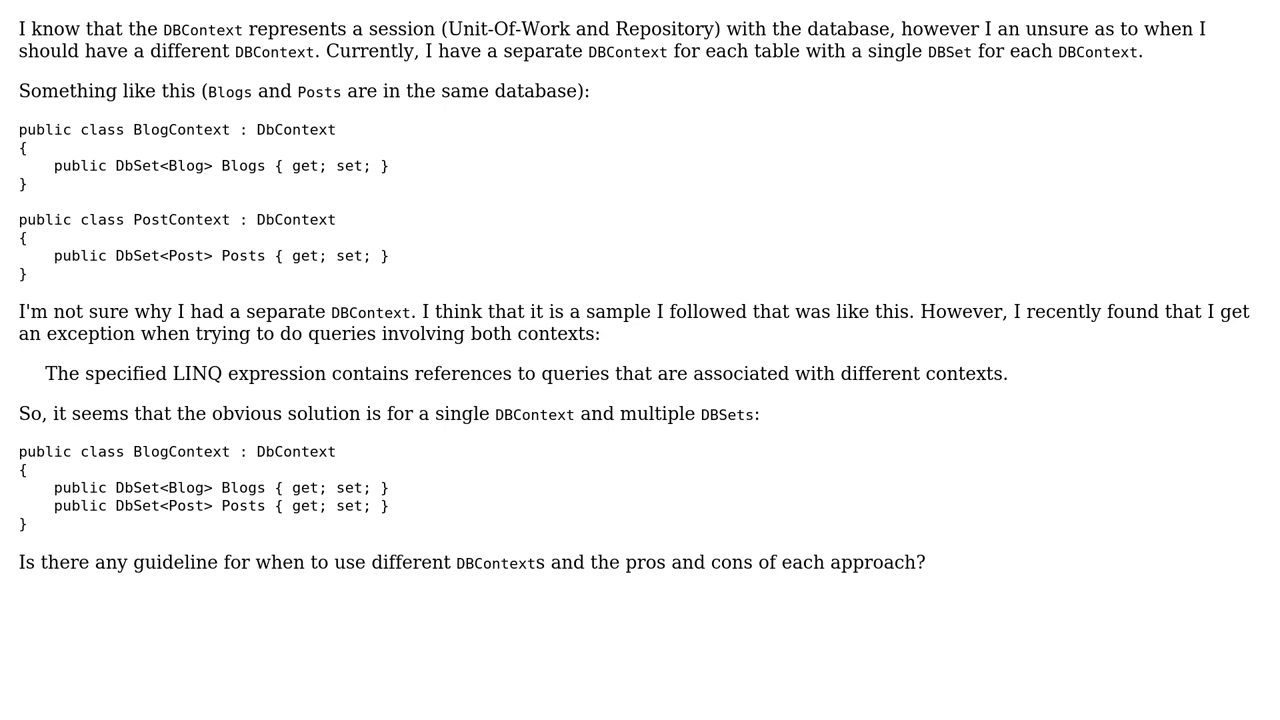 I know that the DBContext represents a session (Unit-Of-Work and Repository) with the database, however I an unsure as to when I
should have a different DBContext. Currently, I have a separate DBContext for each table with a single DBSet for each DBContext.
Something like this (Blogs and Posts are in the same database):
public class BlogContext : DbContext
{
    public DbSet<Blog> Blogs { get; set; }
}
public class PostContext : DbContext
{
    public DbSet<Post> Posts { get; set; }
}
I'm not sure why I had a separate DBContext. I think that it is a sample I followed that was like this. However, I recently found that I get
an exception when trying to do queries involving both contexts:
The specified LINQ expression contains references to queries that are associated with different contexts.
So, it seems that the obvious solution is for a single DBContext and multiple DBSets:
public class BlogContext : DbContext
{
    public DbSet<Blog> Blogs { get; set; }
    public DbSet<Post> Posts { get; set; }
}
Is there any guideline for when to use different DBContexts and the pros and cons of each approach?